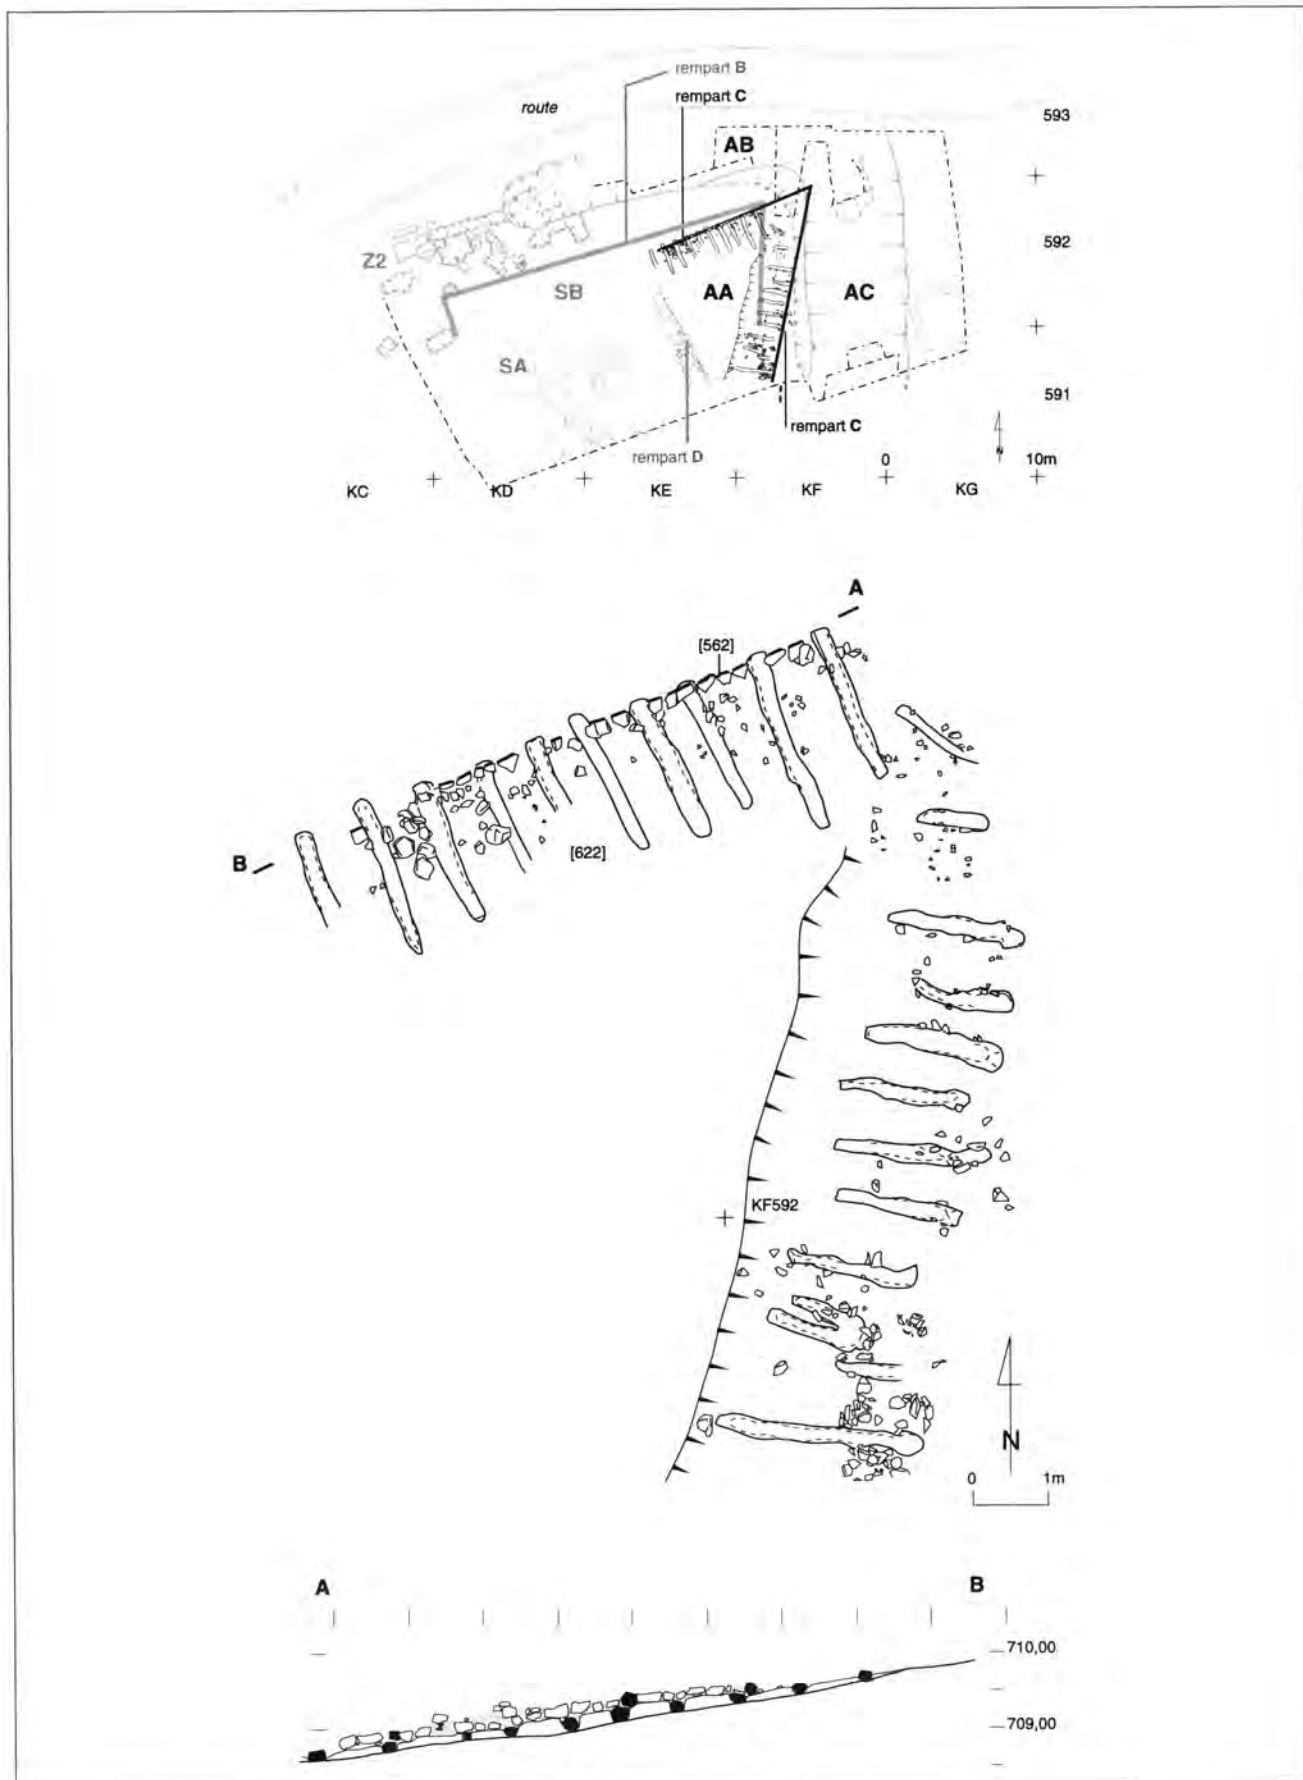 rempart B
rempart C
route
593
AB
592
Z2
SB
AA
AC
SA
591
rempart C
rempart D
0 10m
N
KC KD KE KF KG
A
[562]
B
[622]
KF592
N
0 1m
A B
710,00
709,00